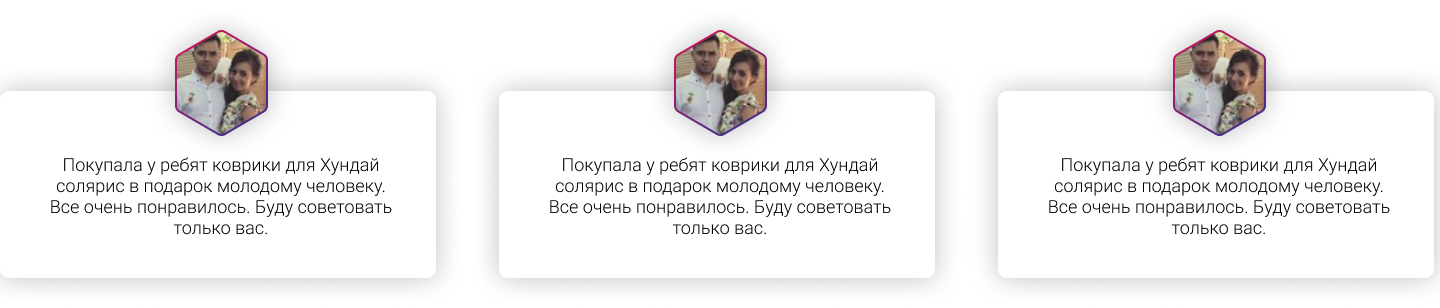 Покупала у ребят коврики для Хундай
солярис в подарок молодому человеку.
Все очень понравилось. Буду советовать
только вас.
Покупала у ребят коврики для Хундай
солярис в подарок молодому человеку.
Все очень понравилось. Буду советовать
только вас.
Покупала у ребят коврики для Хундай
солярис в подарок молодому человеку.
Все очень понравилось. Буду советовать
только вас.